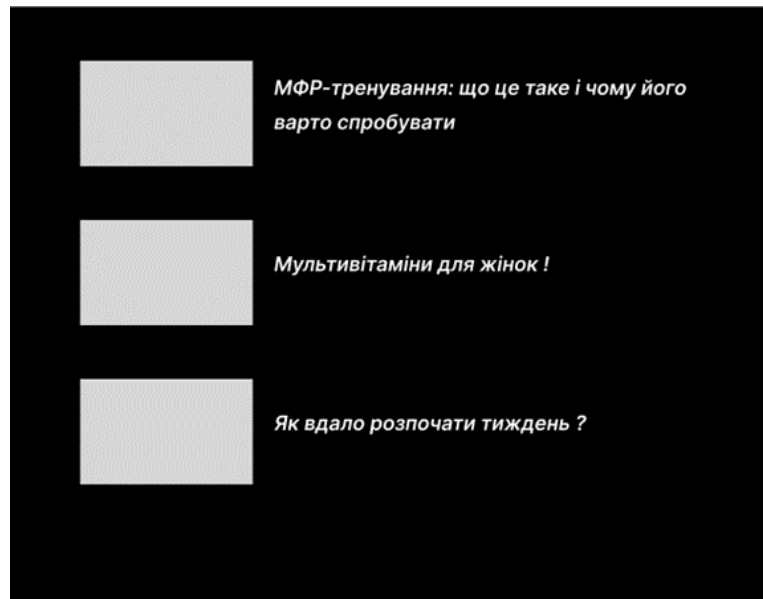 МФР-тренування: що це таке і чому його
варто спробувати
Мультивітаміни для жінок !
Як вдало розпочати тиждень ?